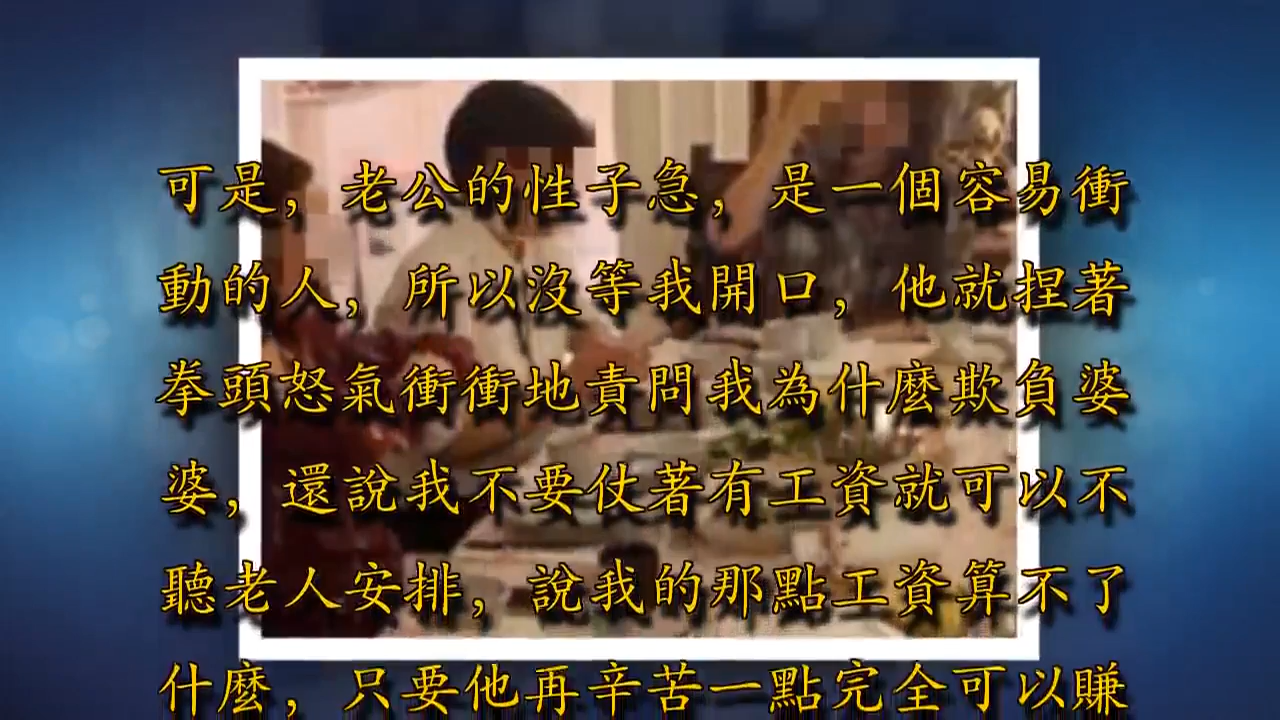 可是，老公的性子急，是一個容易衝
動的人，所以沒等我開口，他就捏著
拳頭怒氣衝衝地責問我為什麼欺負婆
婆，還說我不要仗著有工資就可以不
聽老人安排，說我的那點工資算不了
什麼，只要他再辛苦一點完全可以賺